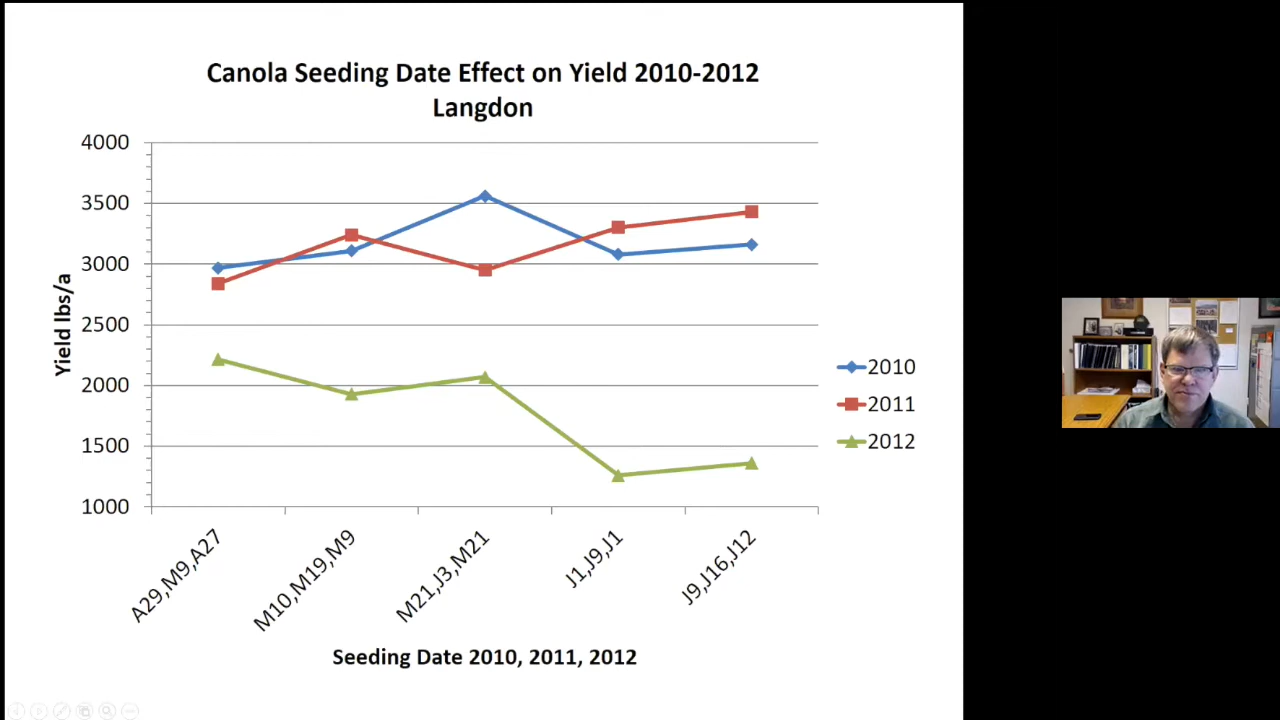 Canola Seeding Date Effect on Yield 2010-2012
Langdon
4000
3500
3000
2500
2000
1500
1000
Yield lbs/a
2010
2011
2012
A29,M9,A27
M10,M19,M9
M21,J3,M21
J1,J9,J1
J9,J16,J12
Seeding Date 2010, 2011, 2012